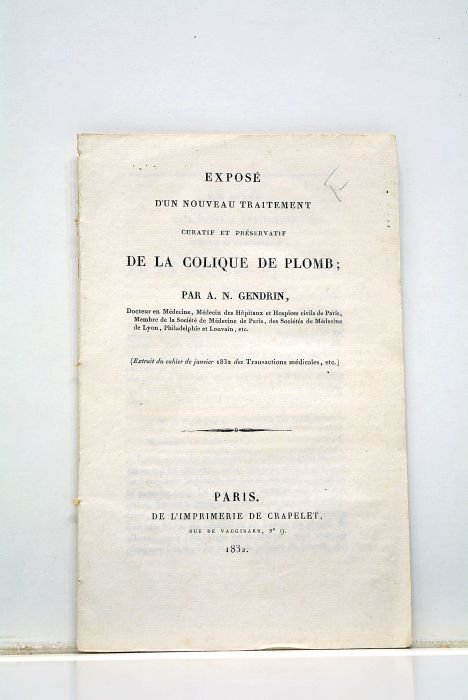 EXPOSÉ
D'UN NOUVEAU TRAITEMENT
CURATIF ET PRÉSERVATIF
DE LA COLIQUE DE PLOMB;
PAR A. N. GENDRIN,
Docteur en Médecine, Médecin des Hôpitaux et Hospices civils de Paris,
Membre de la Société de Médecine de Paris, des Sociétés de Médecine
de Lyon, Philadelphie et Louvain, etc.
(Extrait du cahier de janvier 1832 des Transactions médicales, etc.)
PARIS.
DE L'IMPRIMERIE DE CRAPELET,
RUE DE VAUGIRARD, N° 9.
1832.